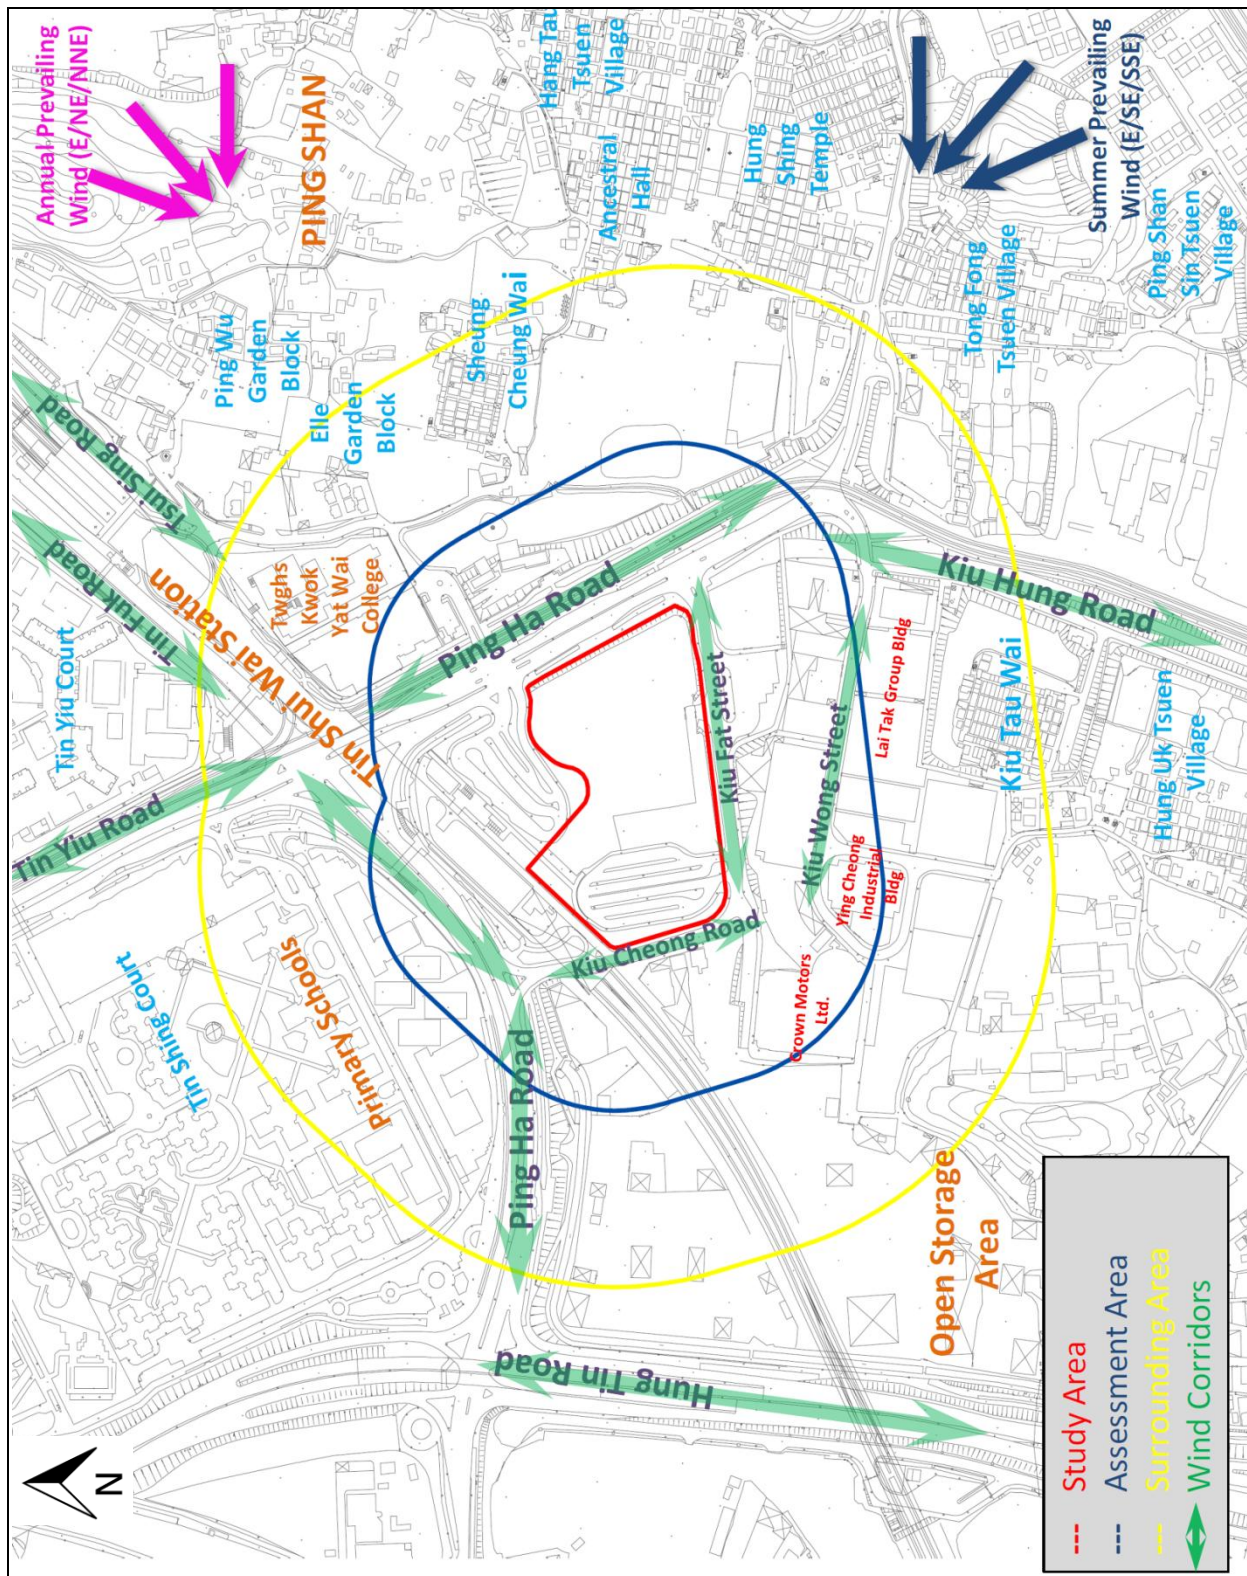 Annual Prevailing
Wind (E/NE/NNE)
PING SHAN
Hang Tau
Tsuen
Village
Ancestral
Hall
Hung
Shing
Temple
Summer Prevailing
Wind (E/SE/SSE)
Ping Shan
Sin Tsuen
Village
Tong Fong
Tsuen Village
Ping Wu
Garden
Block
Elle
Garden
Block
Sheung
Cheung Wai
Tsui Sing Road
Tin Fuk Road
Tin Shui Wai Station
Twghs
Kwok
Yat Wai
College
Tin Yiu Court
Tin Yiu Road
Ping Ha Road
Kiu Hung Road
Kiu Fat Street
Kiu Wong Street
Lai Tak Group Bldg
Kiu Tau Wai
Hung Uk Tsuen
Village
Ying Cheong
Industrial
Bldg
Kiu Cheong Road
Crown Motors
Ltd.
Tin Shing Court
Primary Schools
Ping Ha Road
Open Storage
Area
Hung Tin Road
N
--- Study Area
--- Assessment Area
--- Surrounding Area
Wind Corridors